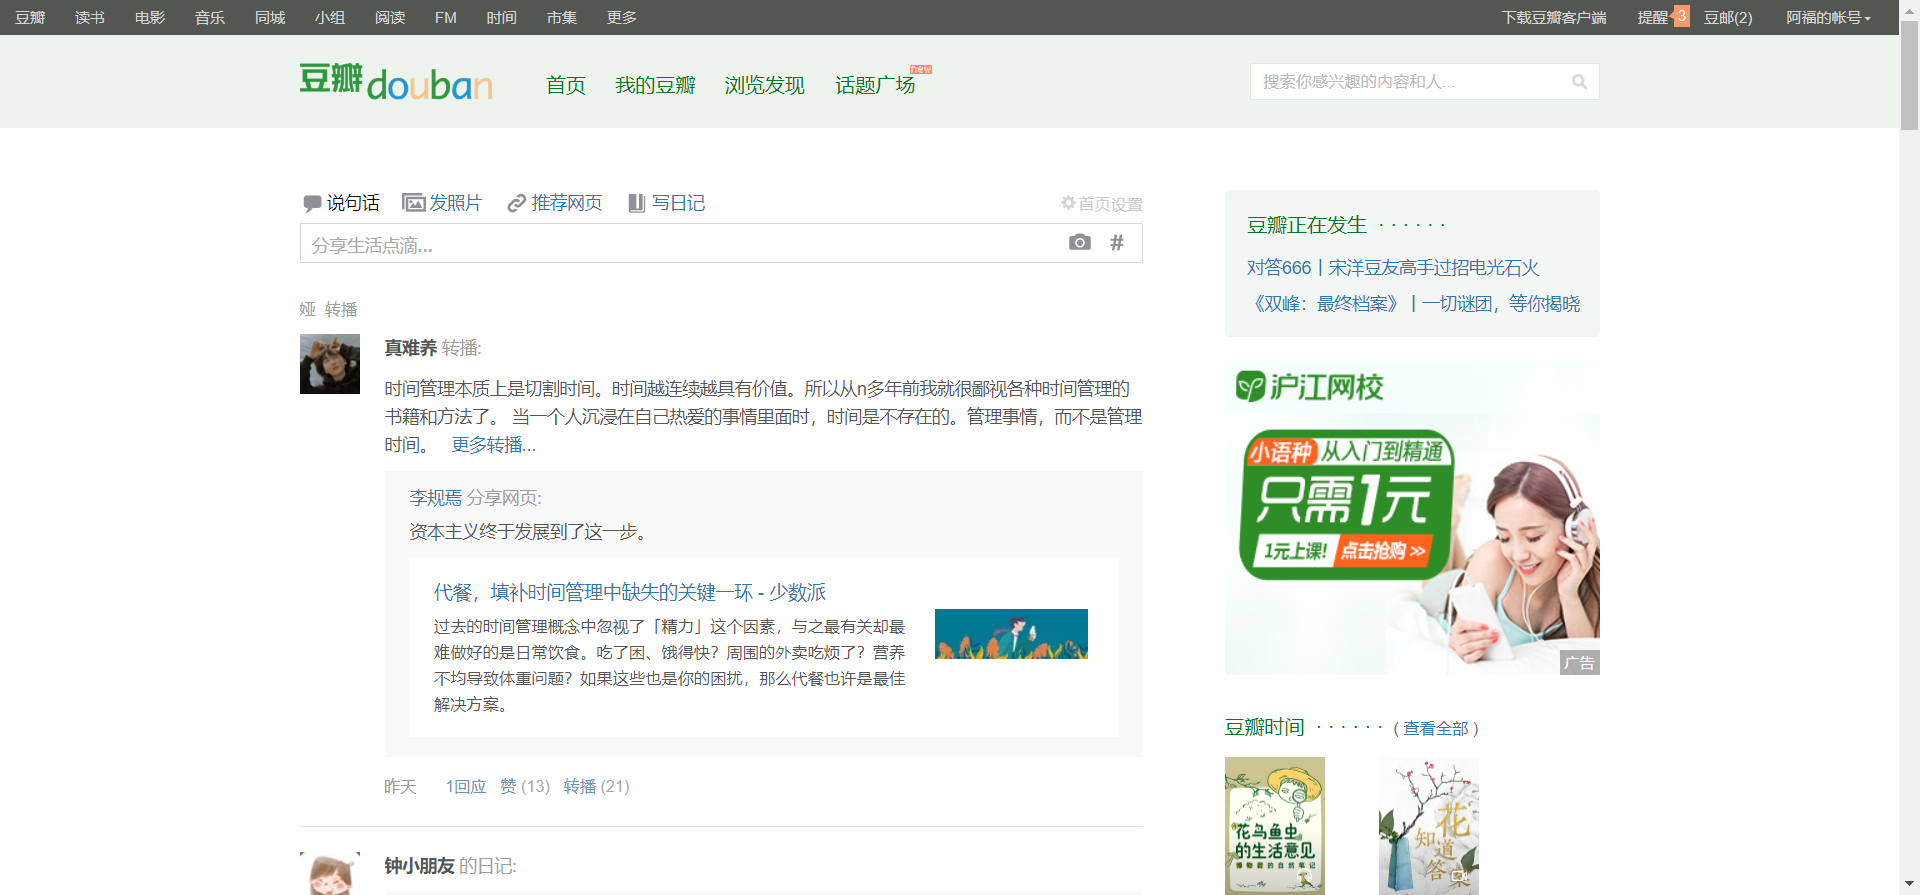 豆瓣 读书 电影 音乐 同城 小组 阅读 FM 时间 市集 更多 下载豆瓣客户端 提醒 3 豆邮(2) 阿福的帐号
豆瓣 douban 首页 我的豆瓣 浏览发现 话题广场 new 搜索你感兴趣的内容和人...
说句话 发照片 推荐网页 写日记 首页设置
分享生活点滴... #
娅 转播
真难养 转播:
时间管理本质上是切割时间。时间越连续越具有价值。所以从n多年前我就很鄙视各种时间管理的
书籍和方法了。 当一个人沉浸在自己热爱的事情里面时，时间是不存在的。管理事情，而不是管理
时间。 更多转播...
李规焉 分享网页:
资本主义终于发展到了这一步。
代餐，填补时间管理中缺失的关键一环 - 少数派
过去的时间管理概念中忽视了「精力」这个因素，与之最有关却最
难做好的是日常饮食。吃了困、饿得快？周围的外卖吃烦了？营养
不均导致体重问题？如果这些也是你的困扰，那么代餐也许是最佳
解决方案。
昨天 1回应 赞 (13) 转播 (21)
钟小朋友 的日记:
豆瓣正在发生 · · · · · ·
对答666丨宋洋豆友高手过招电光石火
《双峰：最终档案》丨一切谜团，等你揭晓
沪江网校
小语种 从入门到精通
只需1元
1元上课! 点击抢购 >>
广告
豆瓣时间 · · · · · · ( 查看全部 )
花鸟鱼虫
的生活意见
博物君的自然笔记
花
知道
答案